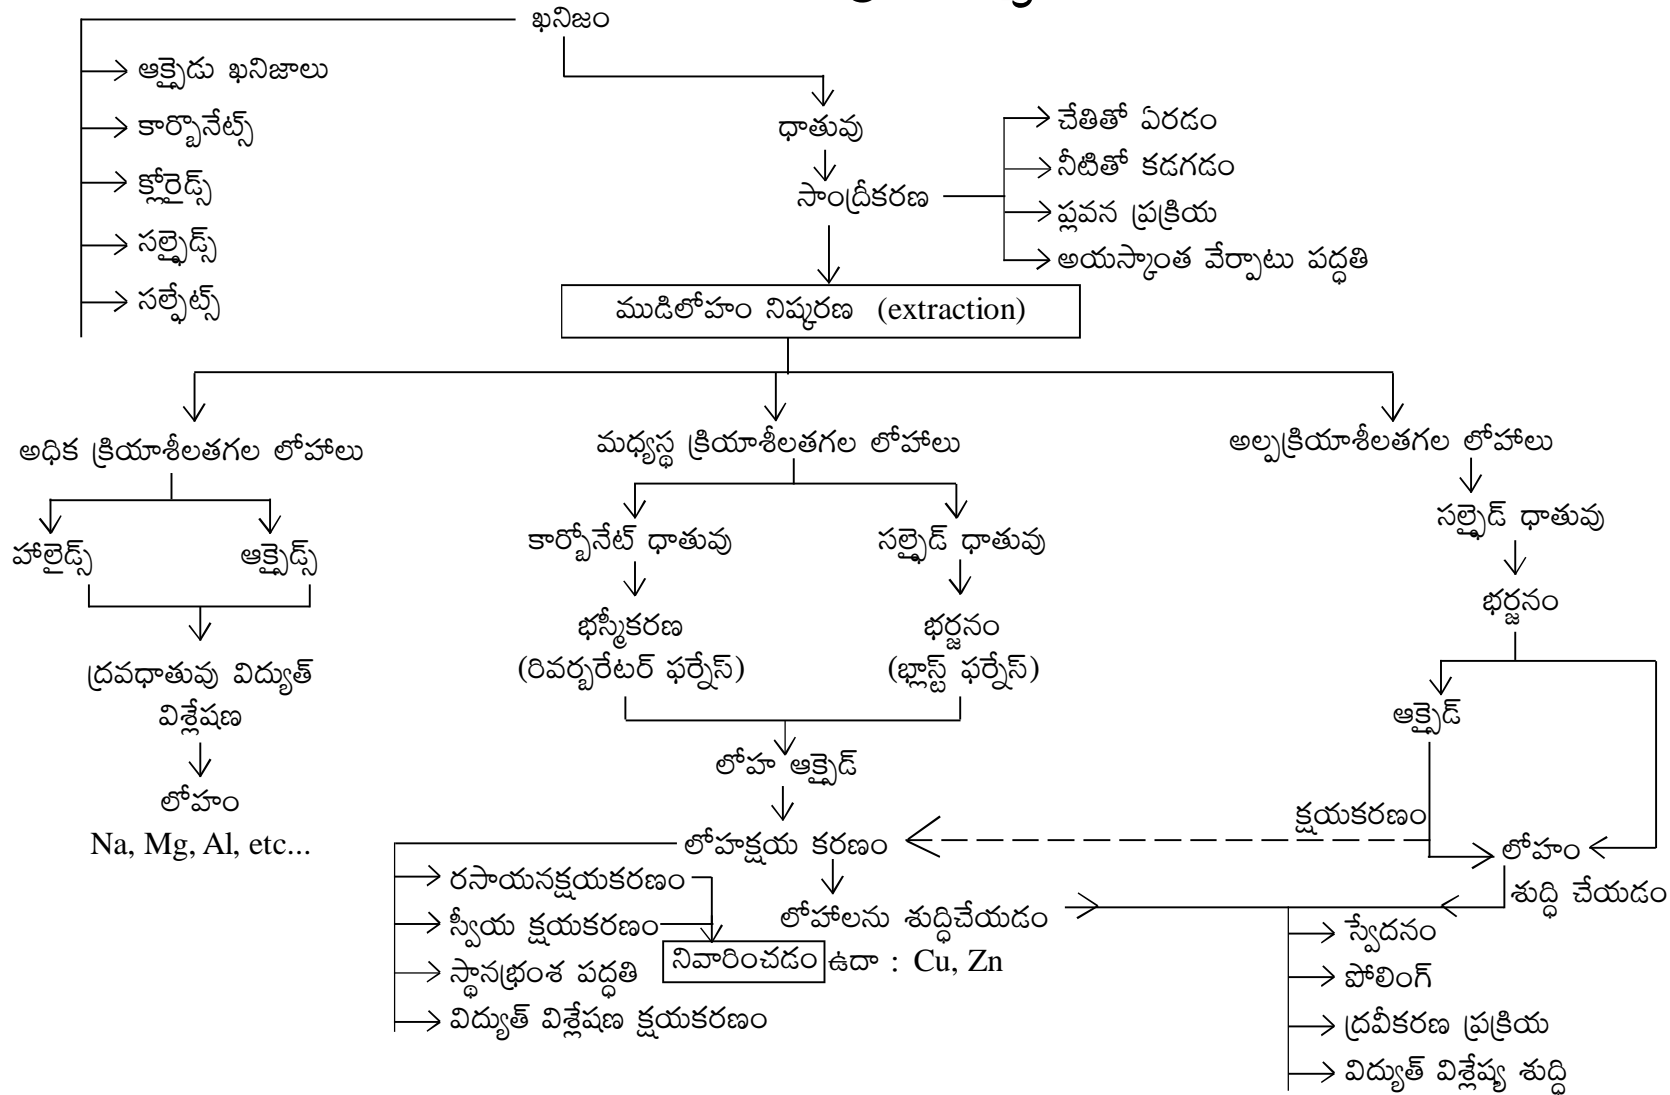 ఖనిజం
ఆక్సైడు ఖనిజాలు
కార్బొనేట్స్
క్లోరైడ్స్
సల్ఫైడ్స్
సల్ఫేట్స్
ధాతువు
సాంద్రీకరణ
చేతితో ఏరడం
నీటితో కడగడం
ప్లవన ప్రక్రియ
అయస్కాంత వేర్పాటు పద్ధతి
ముడిలోహం నిష్కరణ (extraction)
అధిక క్రియాశీలతగల లోహాలు
హాలైడ్స్
ఆక్సైడ్స్
ద్రవధాతువు విద్యుత్
విశ్లేషణ
లోహం
Na, Mg, Al, etc...
మధ్యస్థ క్రియాశీలతగల లోహాలు
కార్బోనేట్ ధాతువు
సల్ఫైడ్ ధాతువు
భస్మీకరణ
(రివర్బరేటర్ ఫర్నేస్)
భర్జనం
(భ్లాస్ట్ ఫర్నేస్)
లోహ ఆక్సైడ్
లోహక్షయ కరణం
రసాయనక్షయకరణం
స్వీయ క్షయకరణం
స్థానభ్రంశ పద్ధతి
విద్యుత్ విశ్లేషణ క్షయకరణం
లోహాలను శుద్ధిచేయడం
నివారించడం ఉదా : Cu, Zn
అల్పక్రియాశీలతగల లోహాలు
సల్ఫైడ్ ధాతువు
భర్జనం
ఆక్సైడ్
క్షయకరణం
లోహం
శుద్ధి చేయడం
స్వేదనం
పోలింగ్
ద్రవీకరణ ప్రక్రియ
విద్యుత్ విశ్లేష్య శుద్ధి